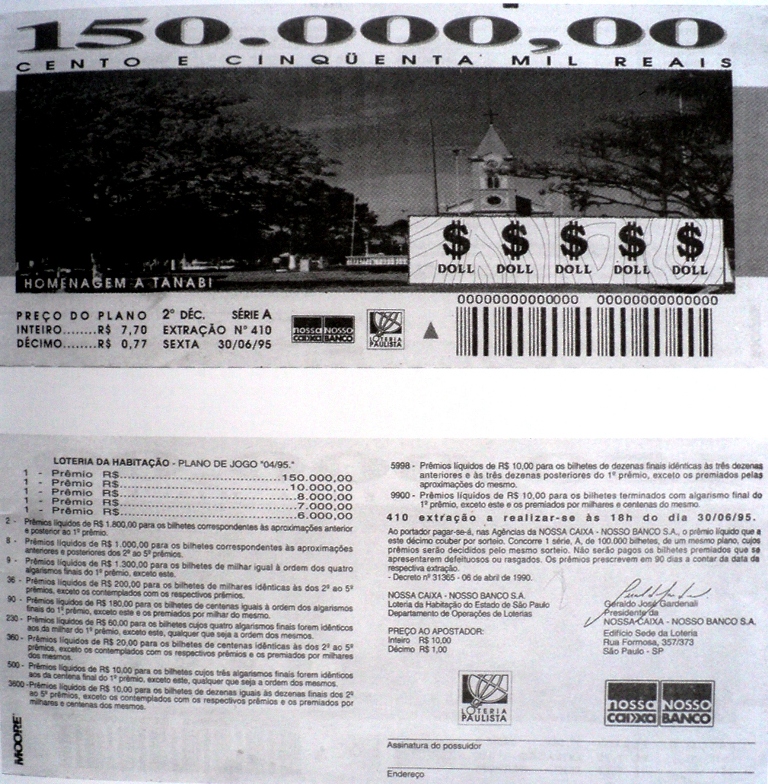 150.000,00
CENTO E CINQÜENTA MIL REAIS
$ $ $ $ $
DOLL DOLL DOLL DOLL DOLL
HOMENAGEM A TANABI
000000000000000 000000000000000
PREÇO DO PLANO 2º DÉC. SÉRIE A
INTEIRO.......R$ 7,70 EXTRAÇÃO Nº 410
DÉCIMO.......R$ 0,77 SEXTA 30/06/95
nossa NOSSO
caixa BANCO
LOTERIA
PAULISTA
LOTERIA DA HABITAÇÃO - PLANO DE JOGO "04/95."
1 - Prêmio R$..................................150.000,00
1 - Prêmio R$..................................10.000,00
1 - Prêmio R$..................................8.000,00
1 - Prêmio R$..................................7.000,00
1 - Prêmio R$..................................6.000,00
2 - Prêmios líquidos de R$ 1.800,00 para os bilhetes correspondentes às aproximações anterior
e posterior ao 1º prêmio.
8 - Prêmios líquidos de R$ 1.000,00 para os bilhetes correspondentes às aproximações
anteriores e posteriores dos 2º ao 5º prêmios.
9 - Prêmios líquidos de R$ 1.300,00 para os bilhetes de milhar igual à ordem dos quatro
algarismos finais do 1º prêmio, exceto este.
36 - Prêmios líquidos de R$ 200,00 para os bilhetes de milhares idênticas às dos 2º ao 5º
prêmios, exceto os contemplados com os respectivos prêmios.
90 - Prêmios líquidos de R$ 180,00 para os bilhetes de centenas iguais à ordem dos algarismos
finais do 1º prêmio, exceto este e os premiados por milhar do mesmo.
230 - Prêmios líquidos de R$ 60,00 para os bilhetes cujos quatro algarismos finais forem idênticos
aos da milhar do 1º prêmio, exceto este, qualquer que seja a ordem dos mesmos.
360 - Prêmios líquidos de R$ 20,00 para os bilhetes de centenas idênticas às dos 2º ao 5º
prêmios, exceto os contemplados com os respectivos prêmios e os premiados por milhares
dos mesmos.
500 - Prêmios líquidos de R$ 10,00 para os bilhetes cujos três algarismos finais forem idênticos
aos da centena final do 1º prêmio, exceto este, qualquer que seja a ordem dos mesmos.
3600 - Prêmios líquidos de R$ 10,00 para os bilhetes de dezenas iguais às dezenas finais dos 2º
ao 5º prêmios, exceto os contemplados com os respectivos prêmios e os premiados por
milhares e centenas dos mesmos.
MOORE
5998 - Prêmios líquidos de R$ 10,00 para os bilhetes de dezenas finais idênticas às três dezenas
anteriores e às três dezenas posteriores do 1º prêmio, exceto os premiados pelas
aproximações do mesmo.
9900 - Prêmios líquidos de R$ 10,00 para os bilhetes terminados com algarismo final do
1º prêmio, exceto este e os premiados por milhares e centenas do mesmo.
410 extração a realizar-se às 18h do dia 30/06/95.
Ao portador pagar-se-á, nas Agências da NOSSA CAIXA - NOSSO BANCO S.A., o prêmio líquido que a
este décimo couber por sorteio. Concorre 1 série, A, de 100.000 bilhetes, de um mesmo plano, cujos
prêmios serão decididos pelo mesmo sorteio. Não serão pagos os bilhetes premiados que se
apresentarem defeituosos ou rasgados. Os prêmios prescrevem em 90 dias a contar da data da
respectiva extração.
- Decreto nº 31365 - 06 de abril de 1990.
NOSSA CAIXA - NOSSO BANCO S.A.
Loteria da Habitação do Estado de São Paulo
Departamento de Operações de Loterias
Geraldo José Gardenali
Presidente da
NOSSA-CAIXA - NOSSO BANCO S.A.
PREÇO AO APOSTADOR:
Inteiro R$ 10,00
Décimo R$ 1,00
Edifício Sede da Loteria
Rua Formosa, 357/373
São Paulo - SP
LOTERIA
PAULISTA
nossa NOSSO
caixa BANCO
Assinatura do possuidor
Endereço